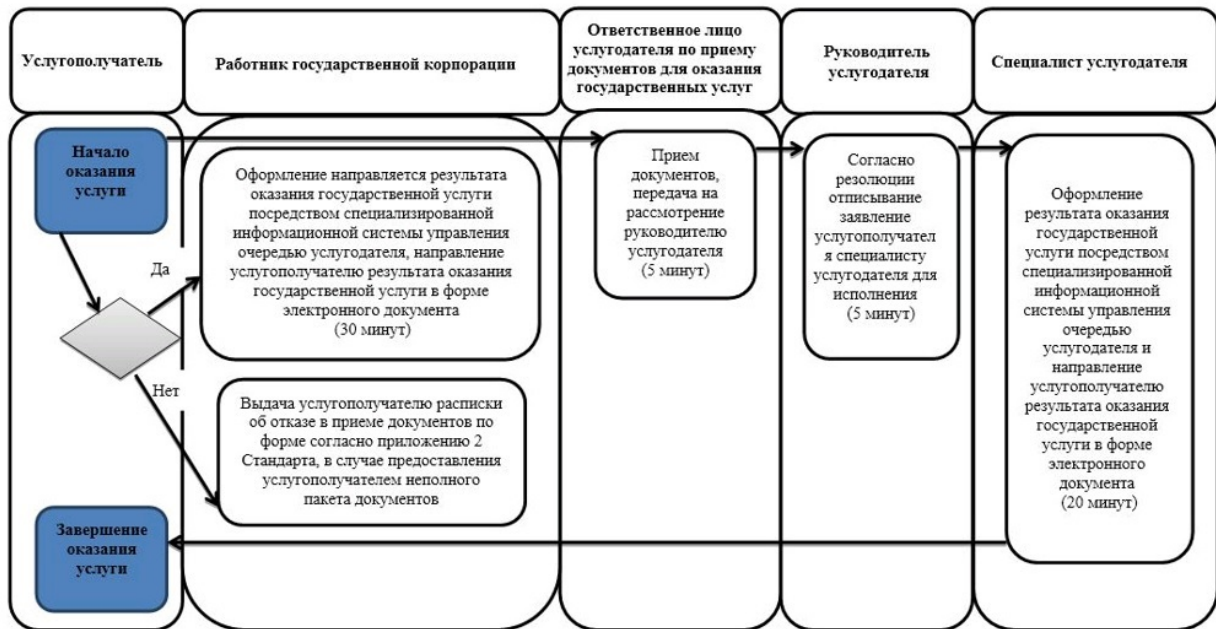 Услугополучатель
Работник государственной корпорации
Ответственное лицо
услугодателя по приему
документов для оказания
государственных услуг
Руководитель
услугодателя
Специалист услугодателя
Начало
оказания
услуги
Да
Нет
Оформление направляется результата
оказания государственной услуги
посредством специализированной
информационной системы управления
очередью услугодателя, направление
услугополучателю результата оказания
государственной услуги в форме
электронного документа
(30 минут)
Выдача услугополучателю расписки
об отказе в приеме документов по
форме согласно приложению 2
Стандарта, в случае предоставления
услугополучателем неполного
пакета документов
Прием
документов,
передача на
рассмотрение
руководителю
услугодателя
(5 минут)
Согласно
резолюции
отписывание
заявление
услугополучател
я специалисту
услугодателя для
исполнения
(5 минут)
Оформление
результата оказания
государственной
услуги посредством
специализированной
информационной
системы управления
очередью
услугодателя и
направление
услугополучателю
результата оказания
государственной
услуги в форме
электронного
документа
(20 минут)
Завершение
оказания
услуги